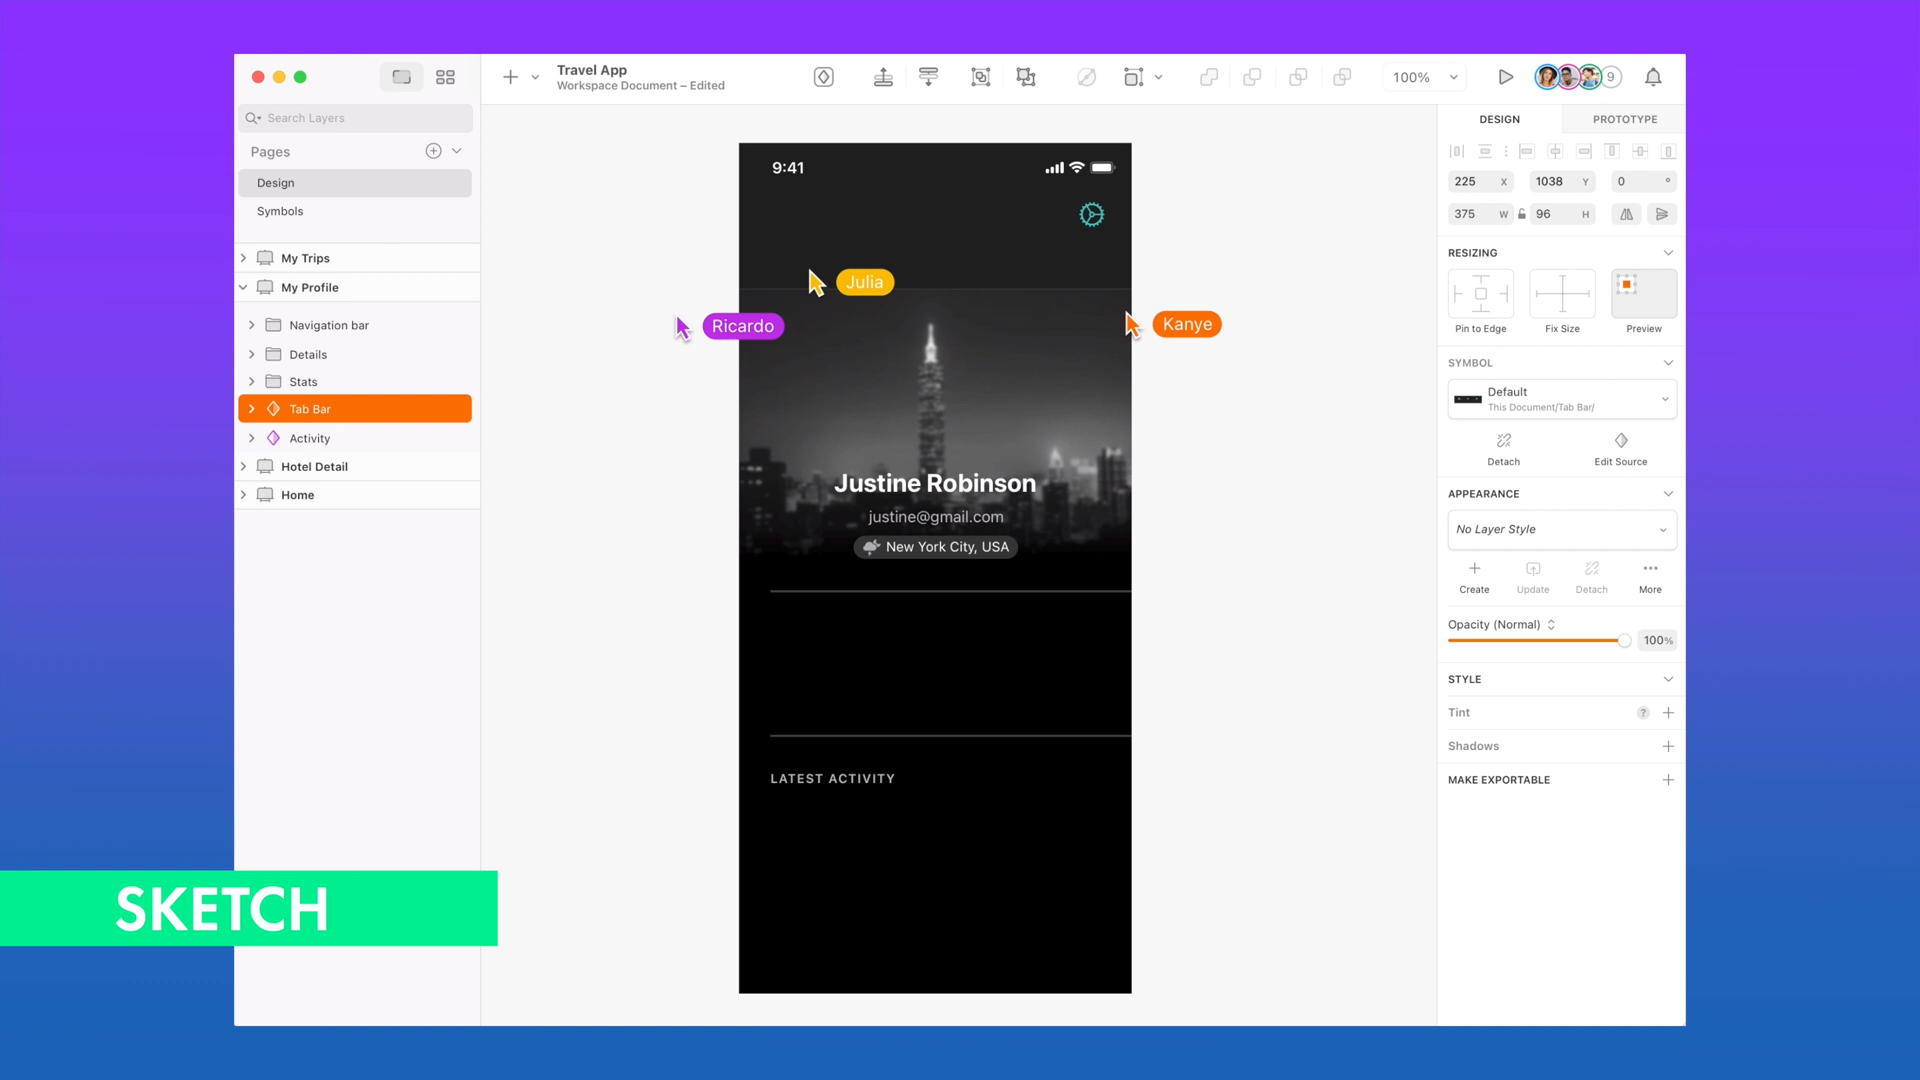 Travel App
Workspace Document – Edited
100%
9
Search Layers
Pages
Design
Symbols
My Trips
My Profile
Navigation bar
Details
Stats
Tab Bar
Activity
Hotel Detail
Home
9:41
Julia
Ricardo
Kanye
Justine Robinson
justine@gmail.com
New York City, USA
LATEST ACTIVITY
DESIGN PROTOTYPE
225 X 1038 Y 0 °
375 W 96 H
RESIZING
Pin to Edge Fix Size Preview
SYMBOL
Default
This Document/Tab Bar/
Detach Edit Source
APPEARANCE
No Layer Style
Create Update Detach More
Opacity (Normal)
100%
STYLE
Tint ?
Shadows
MAKE EXPORTABLE
SKETCH